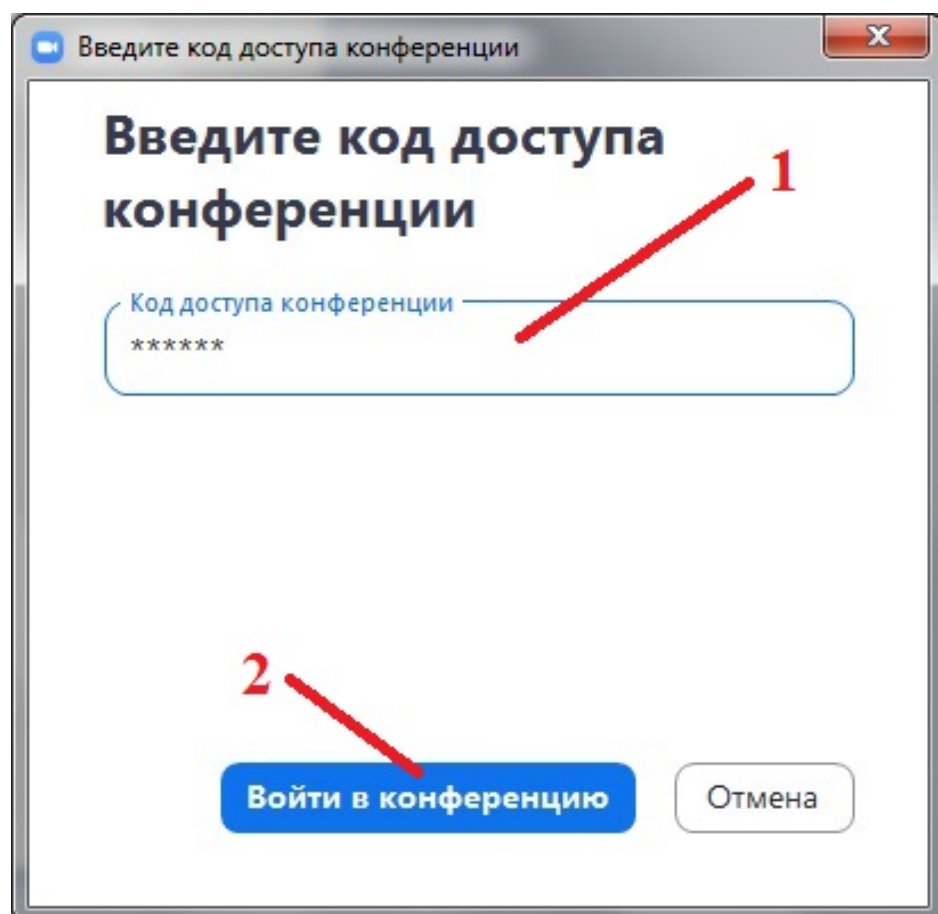 Введите код доступа конференции
X
Введите код доступа
конференции
1
Код доступа конференции
******
2
Войти в конференцию
Отмена